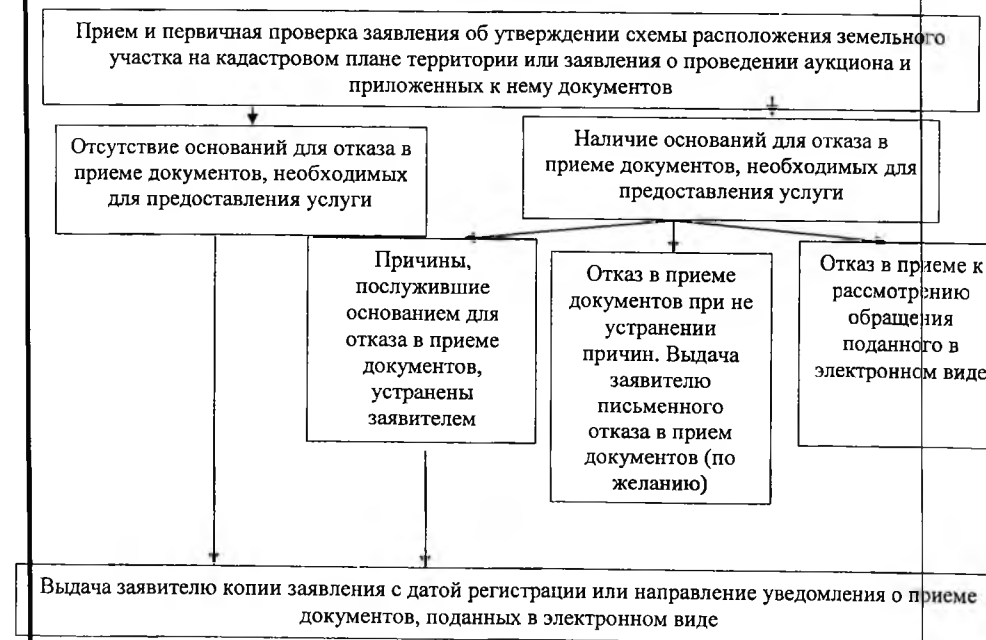 Прием и первичная проверка заявления об утверждении схемы расположения земельного
участка на кадастровом плане территории или заявления о проведении аукциона и
приложенных к нему документов
Отсутствие оснований для отказа в
приеме документов, необходимых
для предоставления услуги
Наличие оснований для отказа в
приеме документов, необходимых для
предоставления услуги
Причины,
послужившие
основанием для
отказа в приеме
документов,
устранены
заявителем
Отказ в приеме
документов при не
устранении
причин. Выдача
заявителю
письменного
отказа в прием
документов (по
желанию)
Отказ в приеме к
рассмотрению
обращения
поданного в
электронном виде
Выдача заявителю копии заявления с датой регистрации или направление уведомления о приеме
документов, поданных в электронном виде